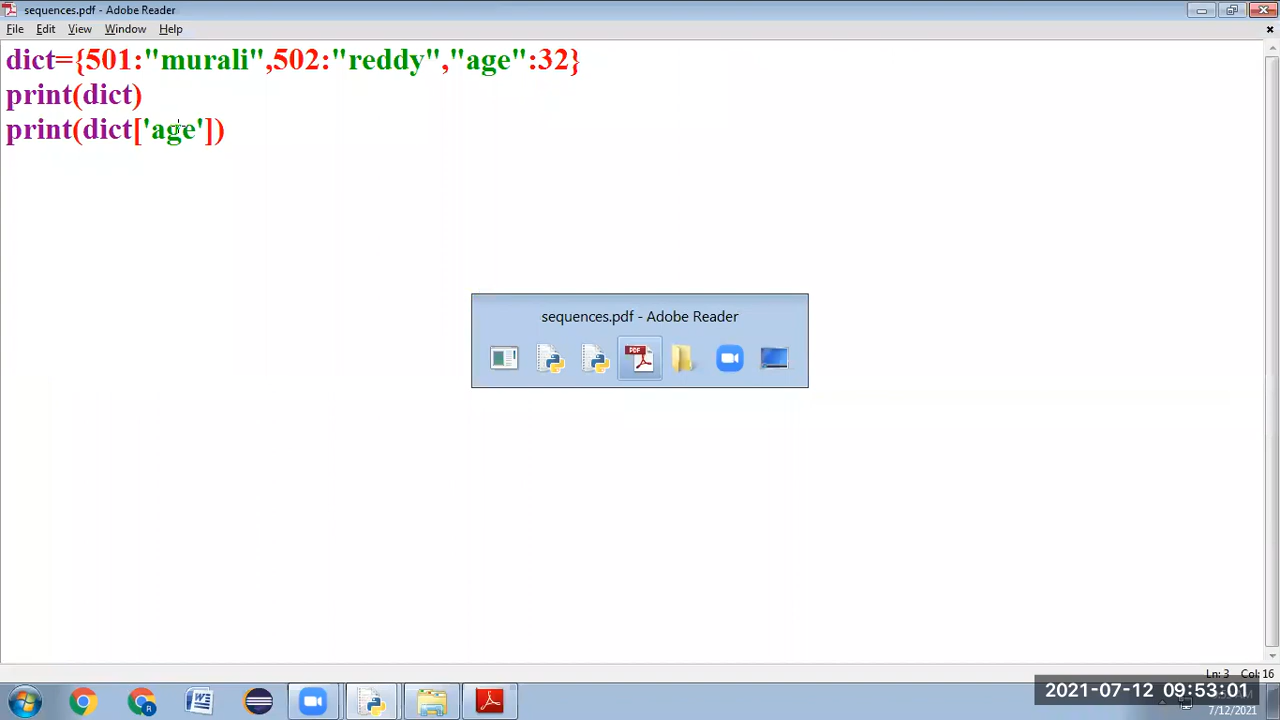 sequences.pdf - Adobe Reader
File Edit View Window Help
dict={501:"murali",502:"reddy","age":32}
print(dict)
print(dict['age'])
sequences.pdf - Adobe Reader
PDF
Ln: 3 Col: 16
2021-07-12 09:53:01
7/12/2021